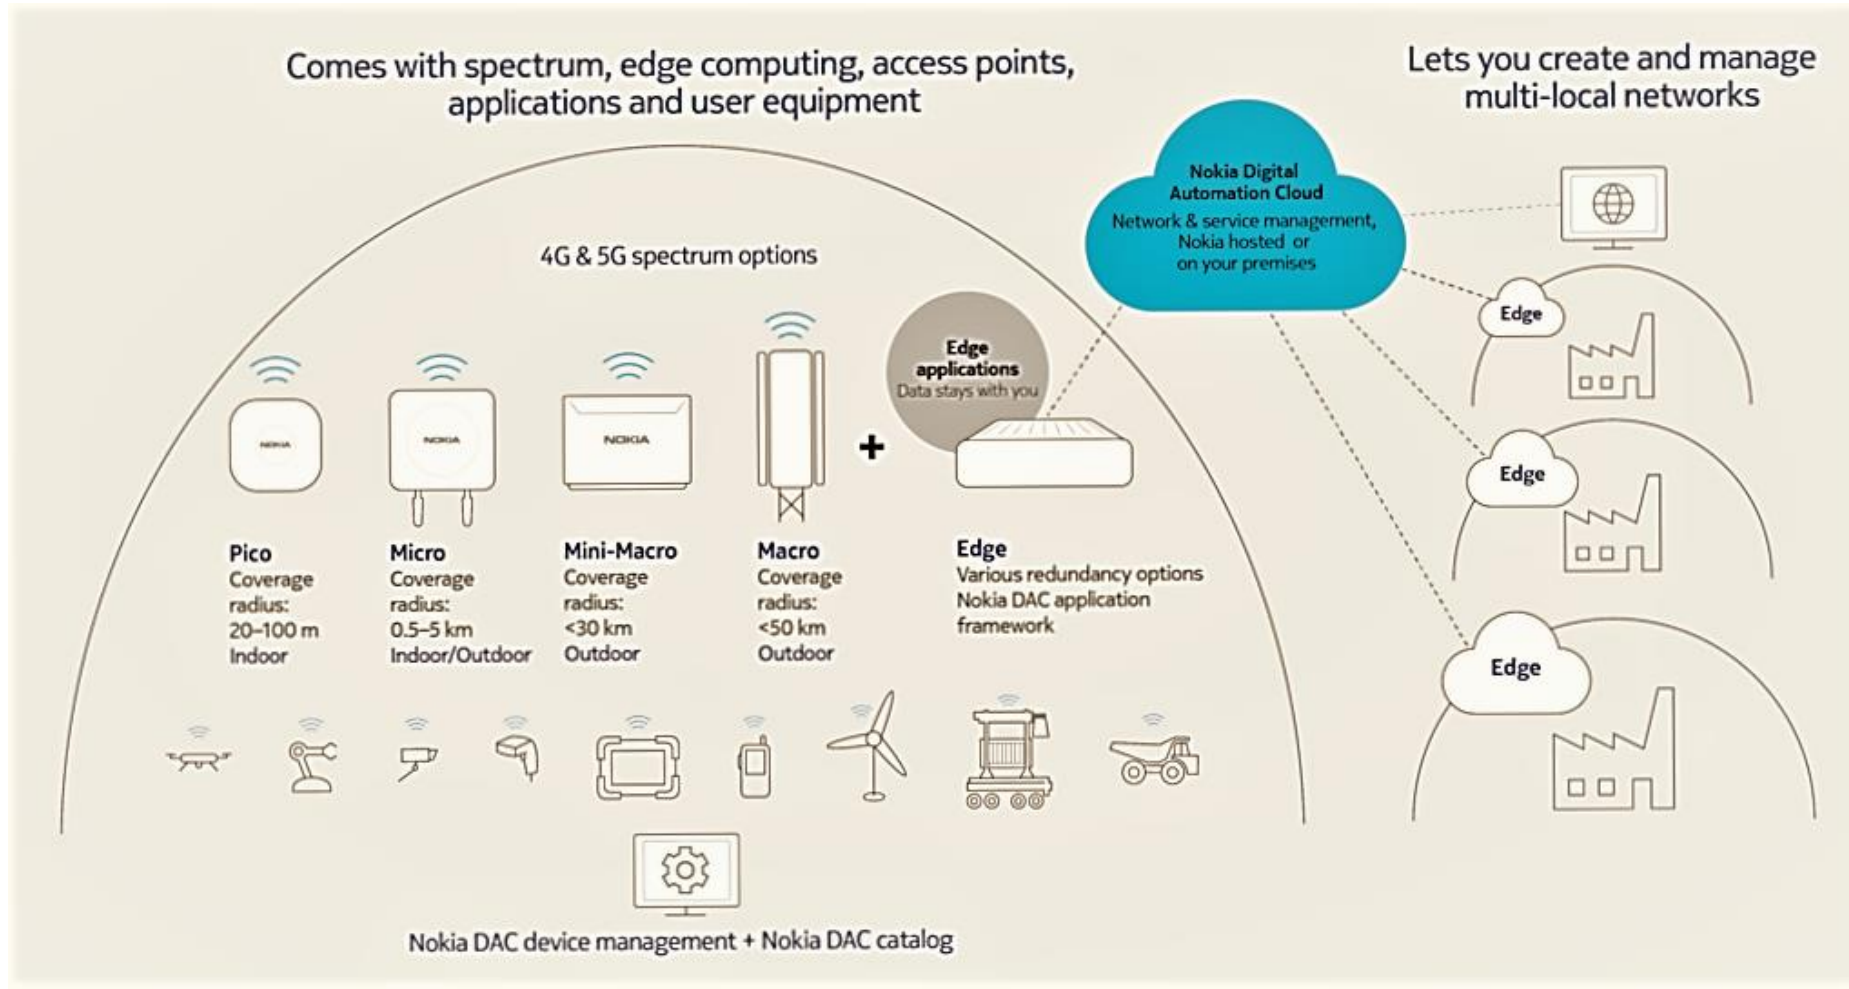 Comes with spectrum, edge computing, access points,
applications and user equipment
Lets you create and manage
multi-local networks
Nokia Digital
Automation Cloud
Network & service management,
Nokia hosted or
on your premises
4G & 5G spectrum options
Edge
applications
Data stays with you
NOKIA
NOKIA
NOKIA
+
Pico
Coverage
radius:
20–100 m
Indoor
Micro
Coverage
radius:
0.5–5 km
Indoor/Outdoor
Mini-Macro
Coverage
radius:
<30 km
Outdoor
Macro
Coverage
radius:
<50 km
Outdoor
Edge
Various redundancy options
Nokia DAC application
framework
Edge
Edge
Edge
Nokia DAC device management + Nokia DAC catalog